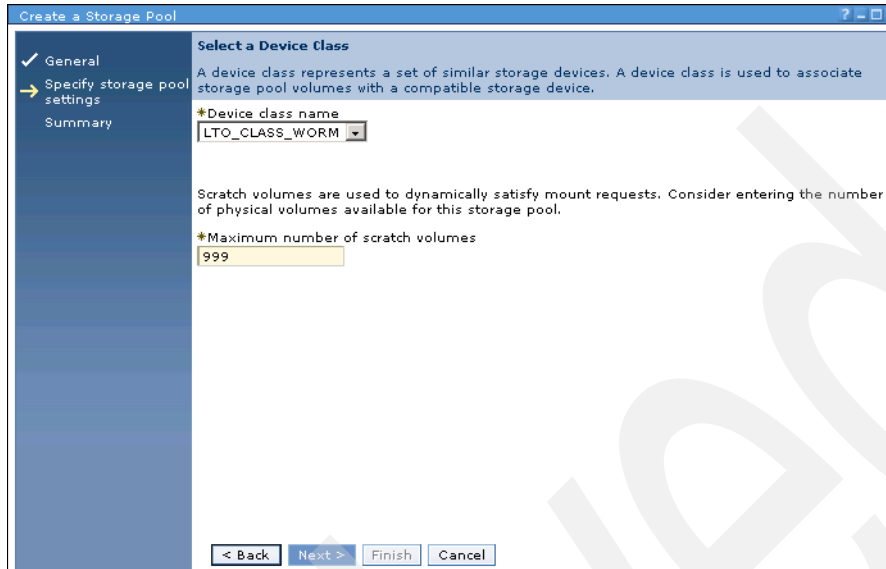 Create a Storage Pool
General
Specify storage pool
settings
Summary
Select a Device Class
A device class represents a set of similar storage devices. A device class is used to associate
storage pool volumes with a compatible storage device.
*Device class name
LTO_CLASS_WORM
Scratch volumes are used to dynamically satisfy mount requests. Consider entering the number
of physical volumes available for this storage pool.
*Maximum number of scratch volumes
999
< Back Next > Finish Cancel